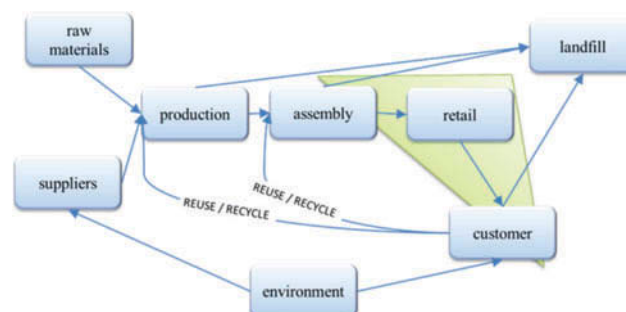 raw
materials
landfill
production
assembly
retail
suppliers
REUSE / RECYCLE
REUSE / RECYCLE
customer
environment